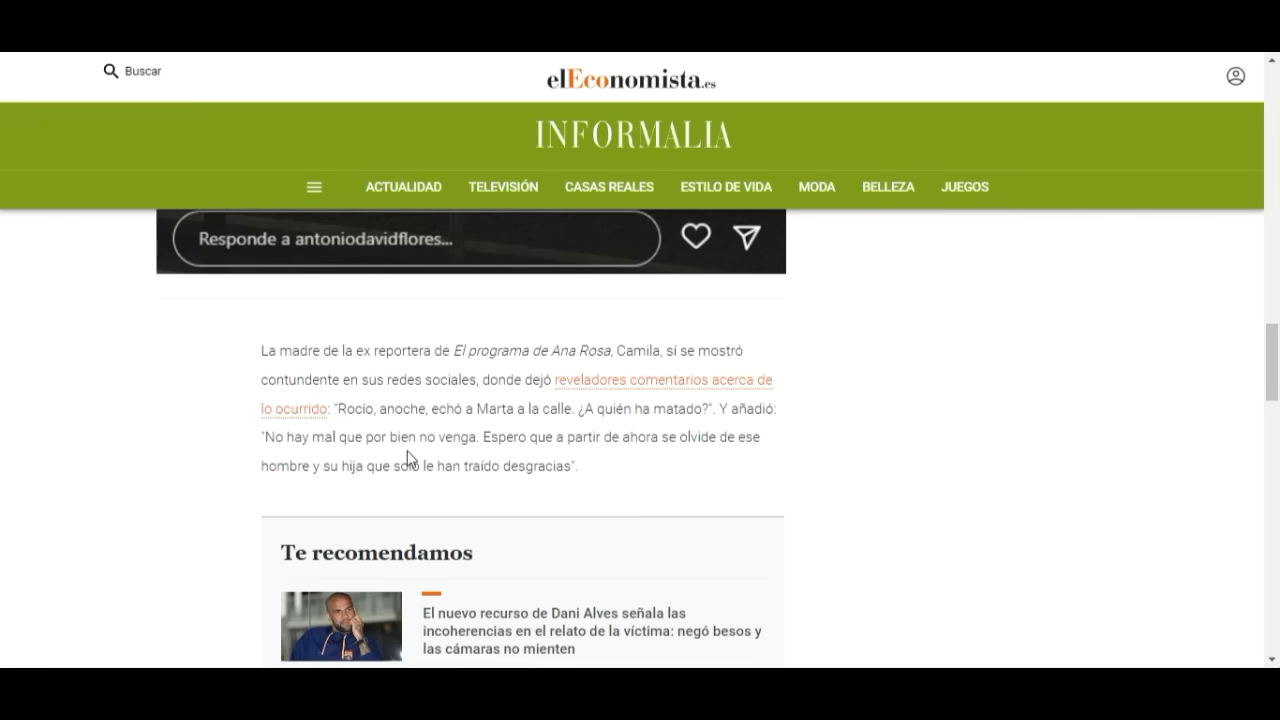 Buscar
elEconomista.es
INFORMALIA
ACTUALIDAD TELEVISIÓN CASAS REALES ESTILO DE VIDA MODA BELLEZA JUEGOS
Responde a antoniodavidflores...
La madre de la ex reportera de El programa de Ana Rosa, Camila, sí se mostró
contundente en sus redes sociales, donde dejó reveladores comentarios acerca de
lo ocurrido: "Rocío, anoche, echó a Marta a la calle. ¿A quién ha matado?". Y añadió:
"No hay mal que por bien no venga. Espero que a partir de ahora se olvide de ese
hombre y su hija que solo le han traído desgracias".
Te recomendamos
El nuevo recurso de Dani Alves señala las
incoherencias en el relato de la víctima: negó besos y
las cámaras no mienten